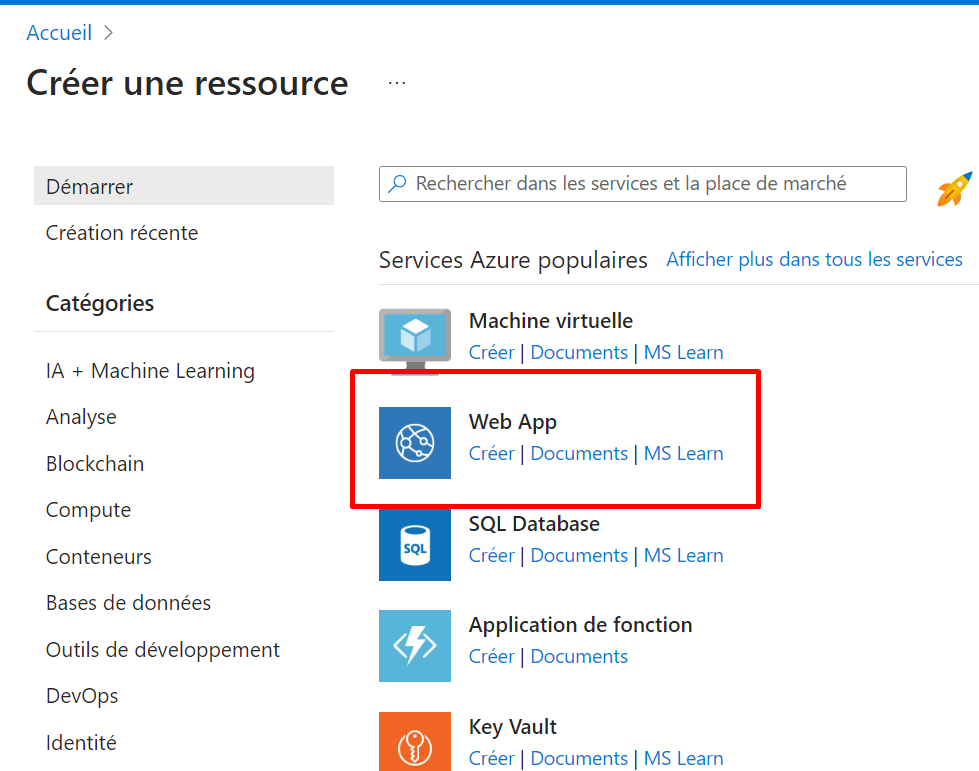 Accueil
Créer une ressource
...
Démarrer
Création récente
Catégories
IA + Machine Learning
Analyse
Blockchain
Compute
Conteneurs
Bases de données
Outils de développement
DevOps
Identité
Rechercher dans les services et la place de marché
Services Azure populaires Afficher plus dans tous les services
Machine virtuelle
Créer | Documents | MS Learn
Web App
Créer | Documents | MS Learn
SQL Database
SQL
Créer | Documents | MS Learn
Application de fonction
Créer | Documents
Key Vault
Créer | Documents | MS Learn